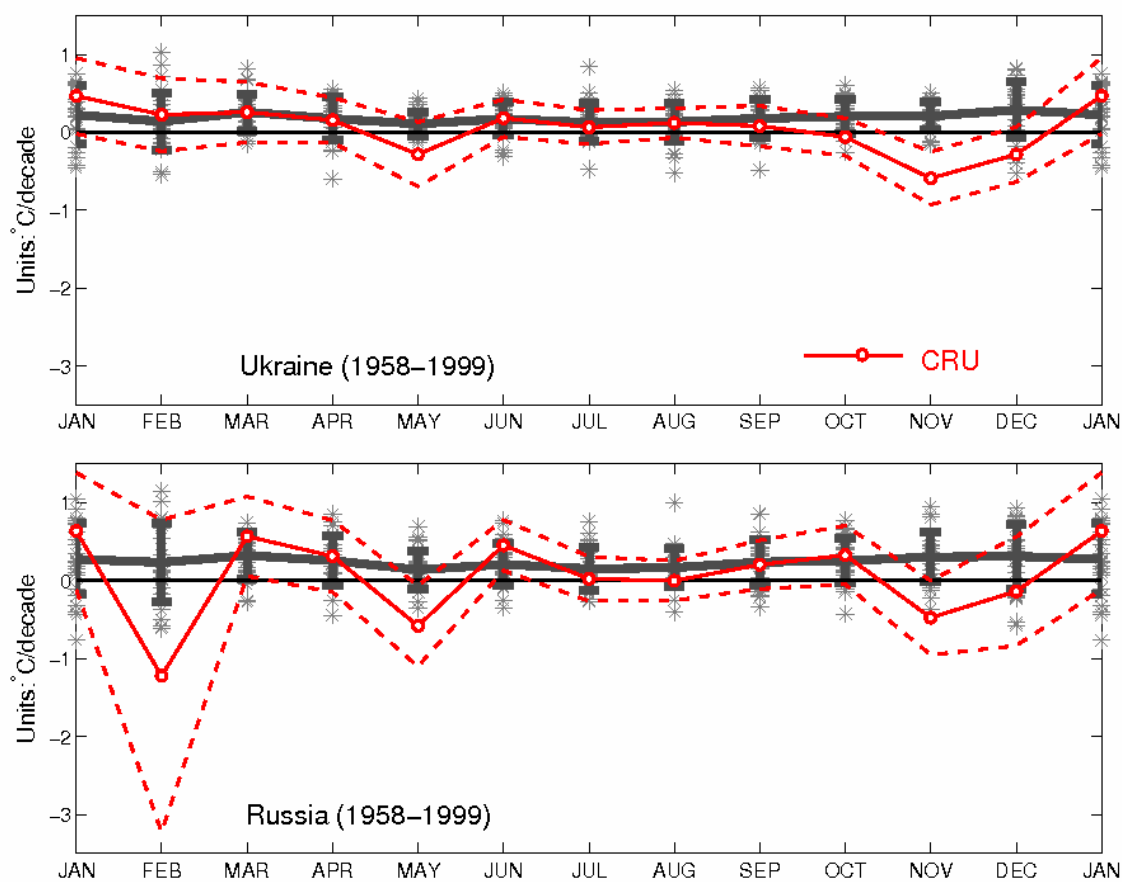 1
0
−1
−2
−3
Units:°C/decade
Ukraine (1958−1999)
CRU
JAN FEB MAR APR MAY JUN JUL AUG SEP OCT NOV DEC JAN
1
0
−1
−2
−3
Units:°C/decade
Russia (1958−1999)
JAN FEB MAR APR MAY JUN JUL AUG SEP OCT NOV DEC JAN